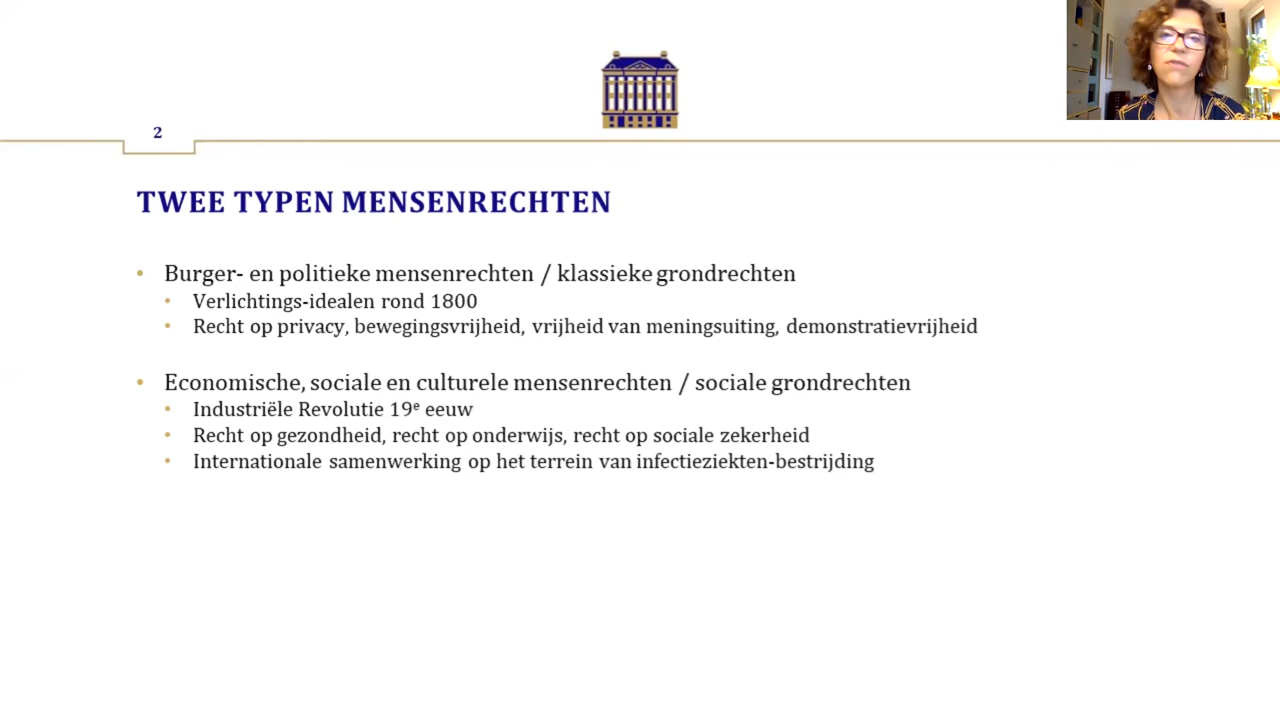 2
TWEE TYPEN MENSENRECHTEN
• Burger- en politieke mensenrechten / klassieke grondrechten
• Verlichtings-idealen rond 1800
• Recht op privacy, bewegingsvrijheid, vrijheid van meningsuiting, demonstratievrijheid
• Economische, sociale en culturele mensenrechten / sociale grondrechten
• Industriële Revolutie 19ᵉ eeuw
• Recht op gezondheid, recht op onderwijs, recht op sociale zekerheid
• Internationale samenwerking op het terrein van infectieziekten-bestrijding